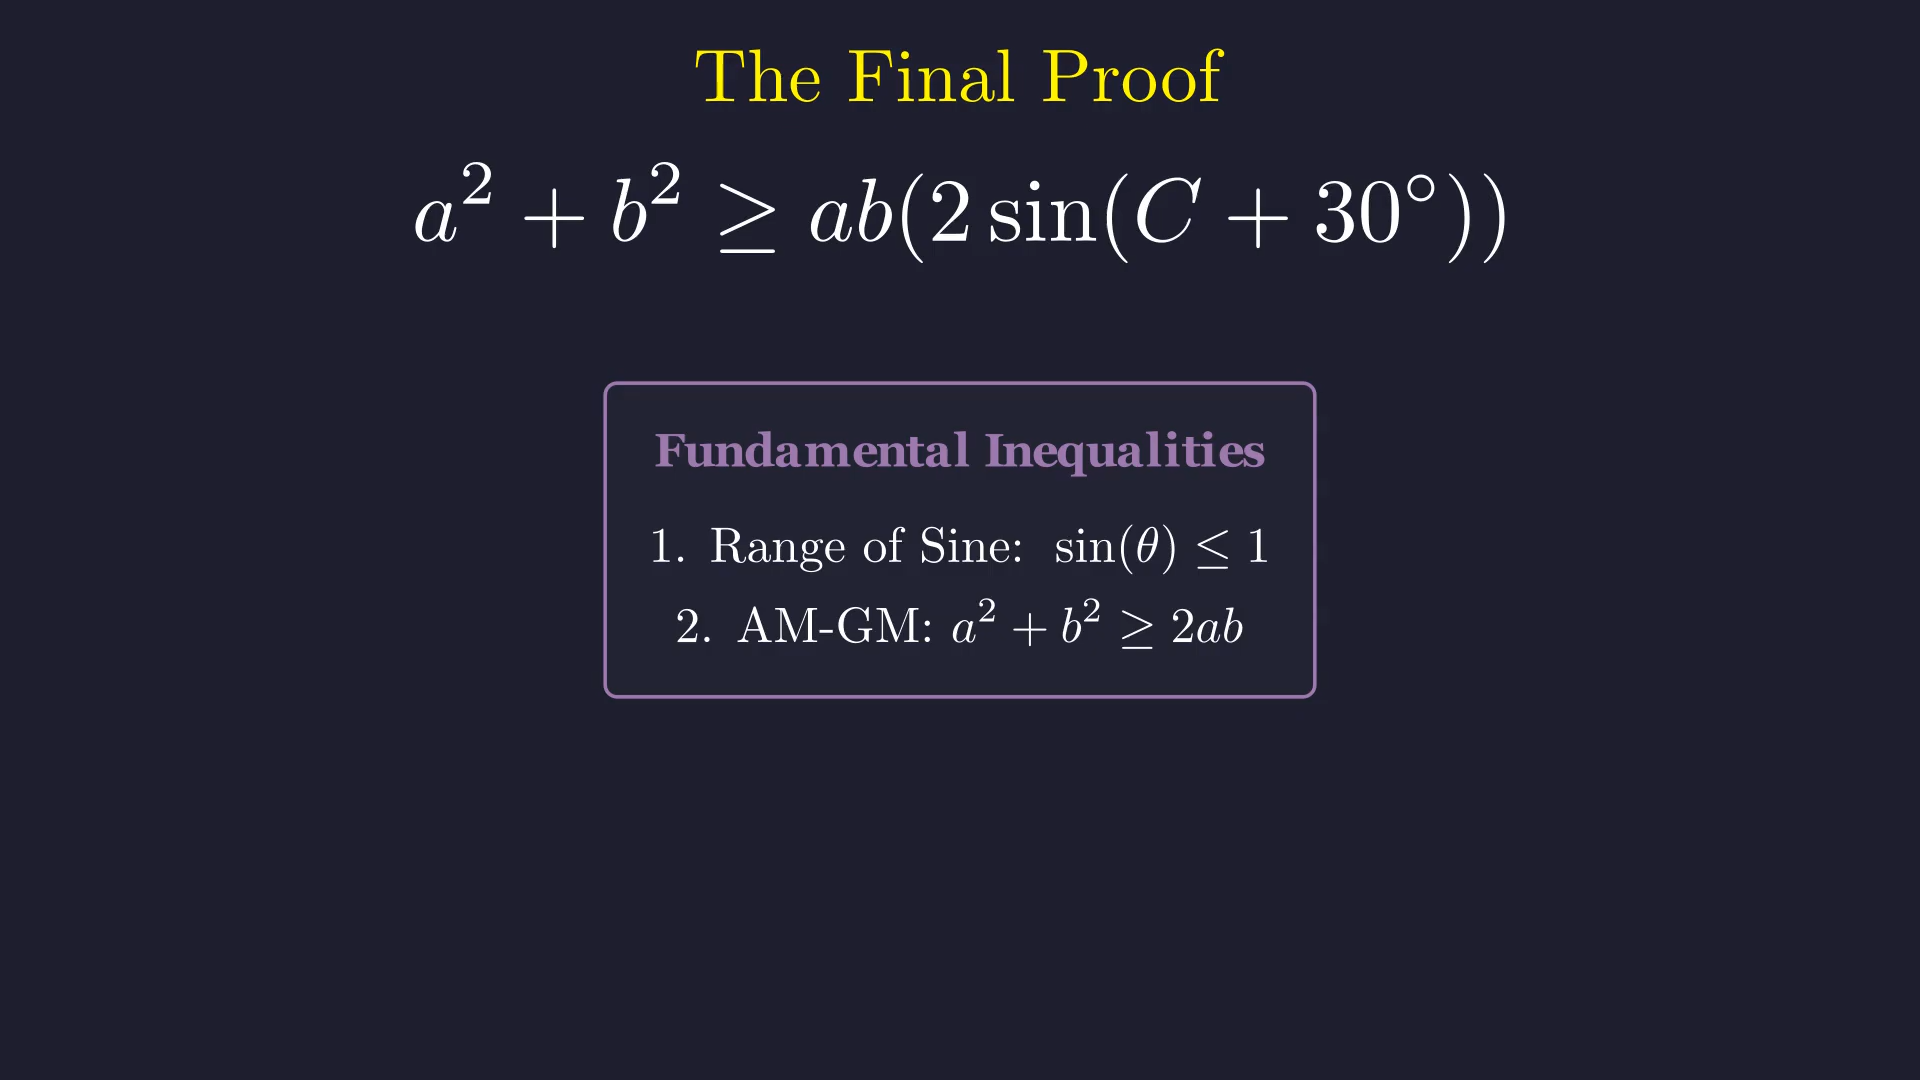 The Final Proof
a² + b² ≥ ab(2 sin(C + 30°))
Fundamental Inequalities
1. Range of Sine: sin(θ) ≤ 1
2. AM-GM: a² + b² ≥ 2ab